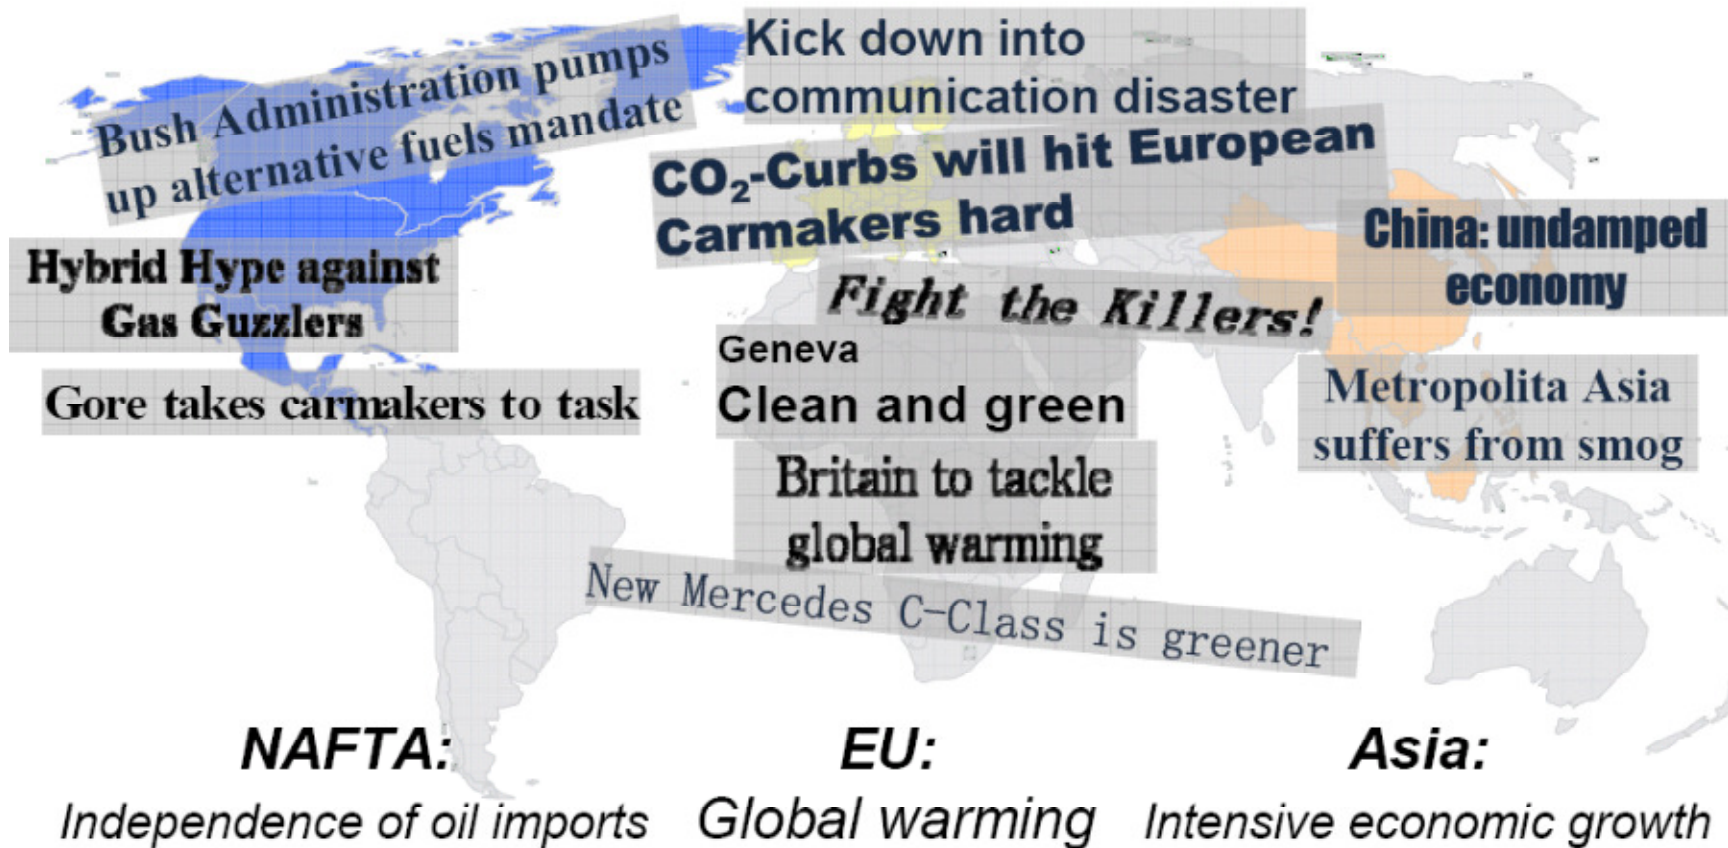 Bush Administration pumps
up alternative fuels mandate
Kick down into
communication disaster
CO₂-Curbs will hit European
Carmakers hard
China: undamped
economy
Hybrid Hype against
Gas Guzzlers
Fight the Killers!
Geneva
Clean and green
Gore takes carmakers to task
Metropolita Asia
suffers from smog
Britain to tackle
global warming
New Mercedes C-Class is greener
NAFTA:
Independence of oil imports
EU:
Global warming
Asia:
Intensive economic growth